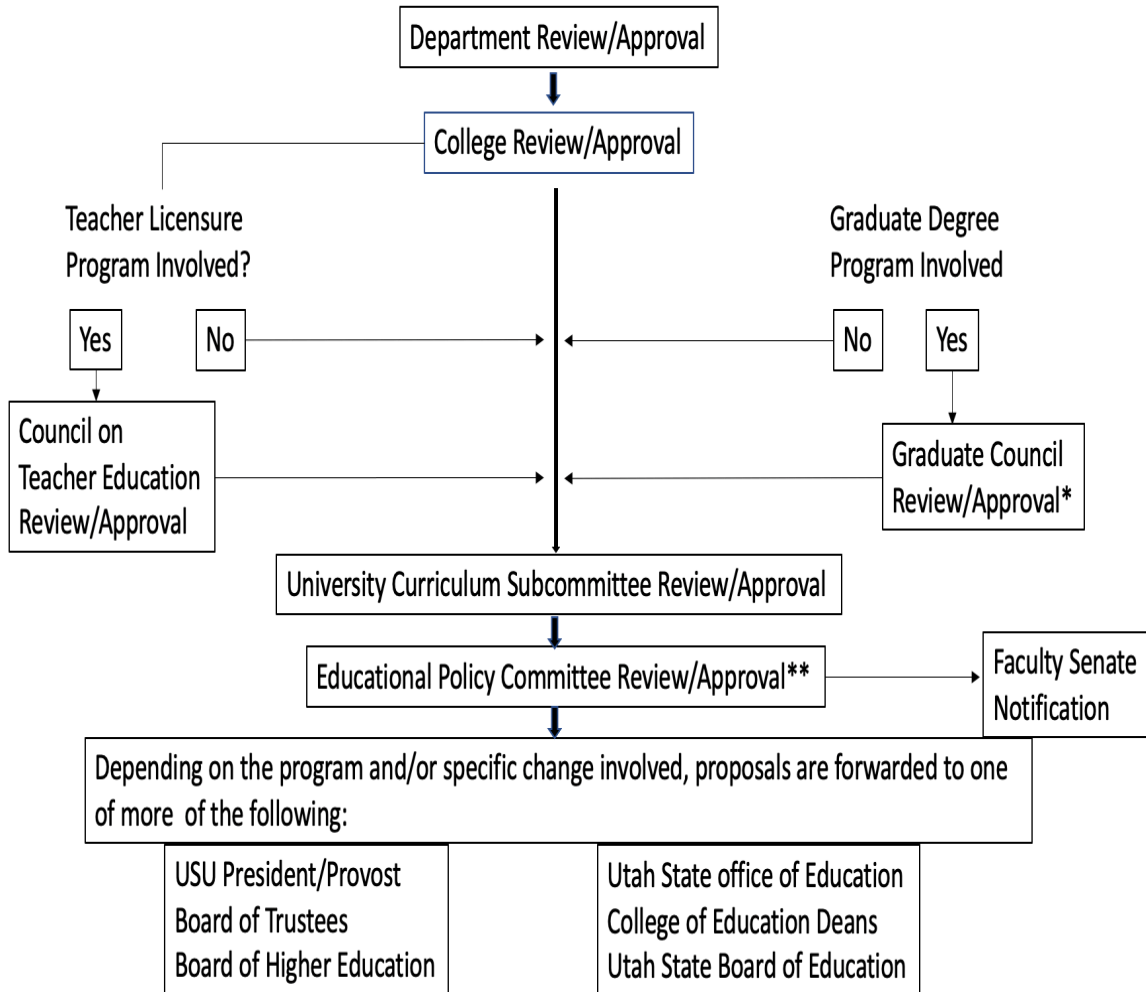 Department Review/Approval
College Review/Approval
Teacher Licensure
Program Involved?
Graduate Degree
Program Involved
Yes
No
No
Yes
Council on
Teacher Education
Review/Approval
Graduate Council
Review/Approval*
University Curriculum Subcommittee Review/Approval
Educational Policy Committee Review/Approval**
Faculty Senate
Notification
Depending on the program and/or specific change involved, proposals are forwarded to one
of more of the following:
USU President/Provost
Board of Trustees
Board of Higher Education
Utah State office of Education
College of Education Deans
Utah State Board of Education